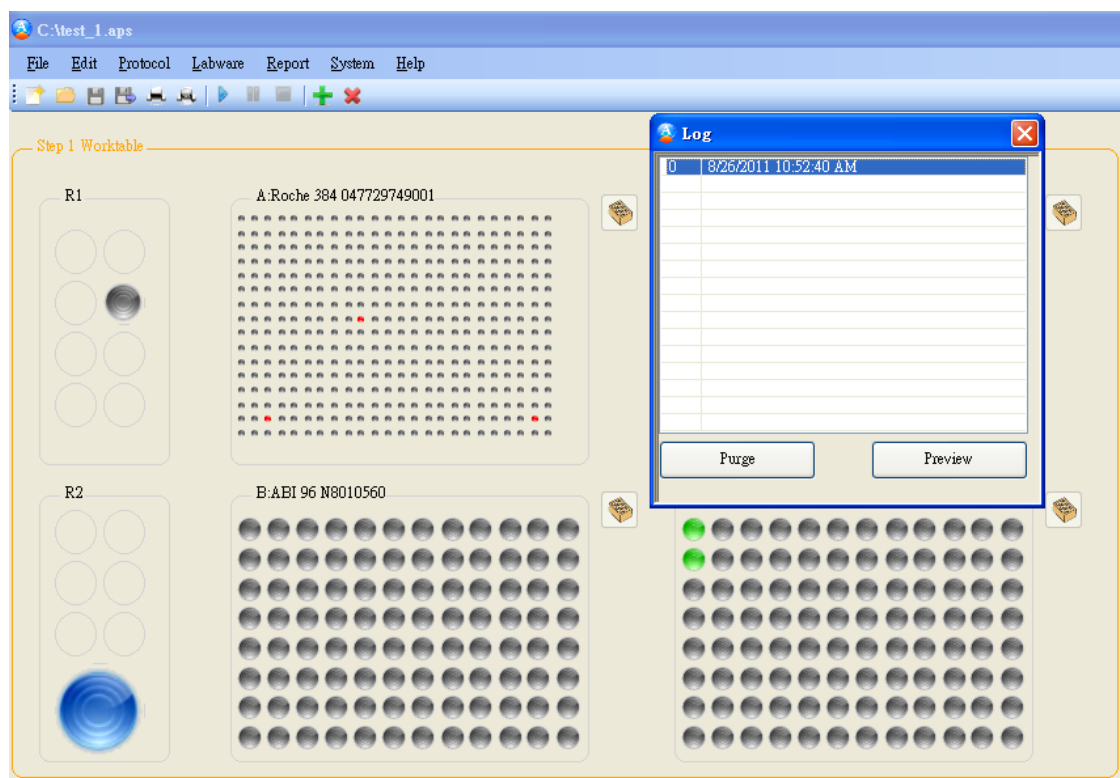 C:\test_1.aps
File Edit Protocol Labware Report System Help
Step 1 Worktable
Log
0 8/26/2011 10:52:40 AM
R1
A:Roche 384 047729749001
Purge Preview
R2
B:ABI 96 N8010560